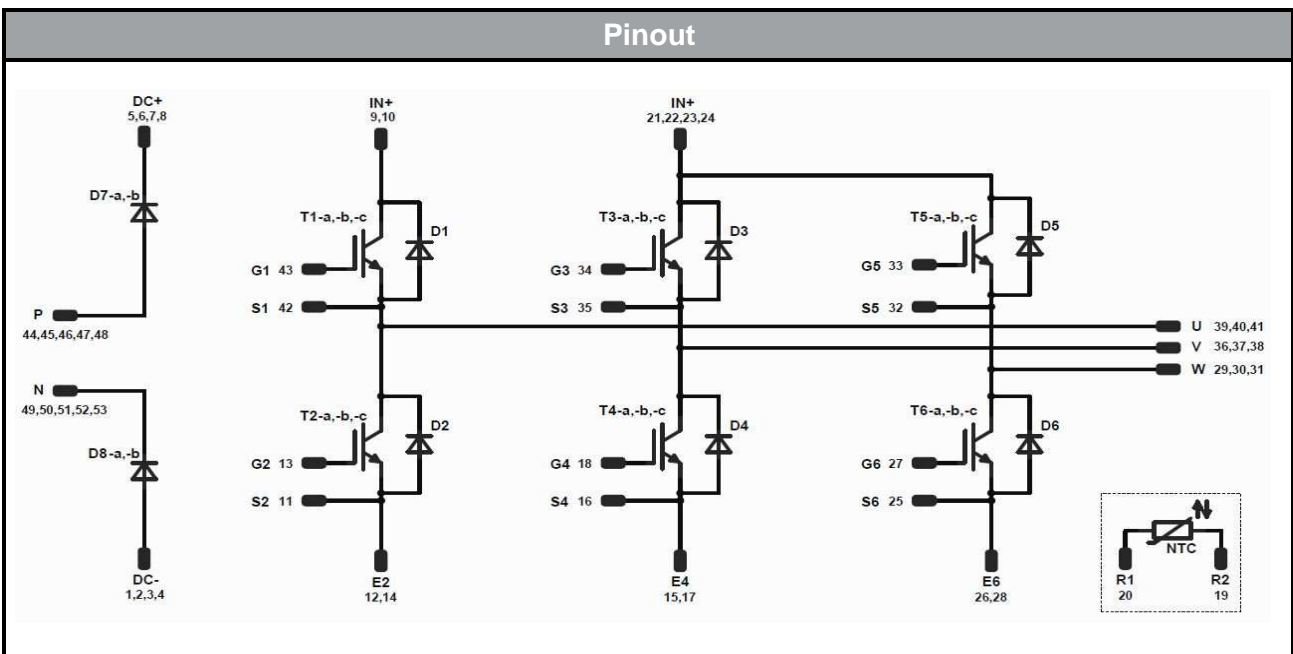 Pinout
DC+
5,6,7,8
IN+
9,10
IN+
21,22,23,24
D7-a,-b
T1-a,-b,-c
D1
T3-a,-b,-c
D3
T5-a,-b,-c
D5
G1 43
G3 34
G5 33
S1 42
S3 35
S5 32
P
44,45,46,47,48
U 39,40,41
V 36,37,38
W 29,30,31
N
49,50,51,52,53
T2-a,-b,-c
D2
T4-a,-b,-c
D4
T6-a,-b,-c
D6
D8-a,-b
G2 13
G4 18
G6 27
S2 11
S4 16
S6 25
NTC
DC-
1,2,3,4
E2
12,14
E4
15,17
E6
26,28
R1
20
R2
19